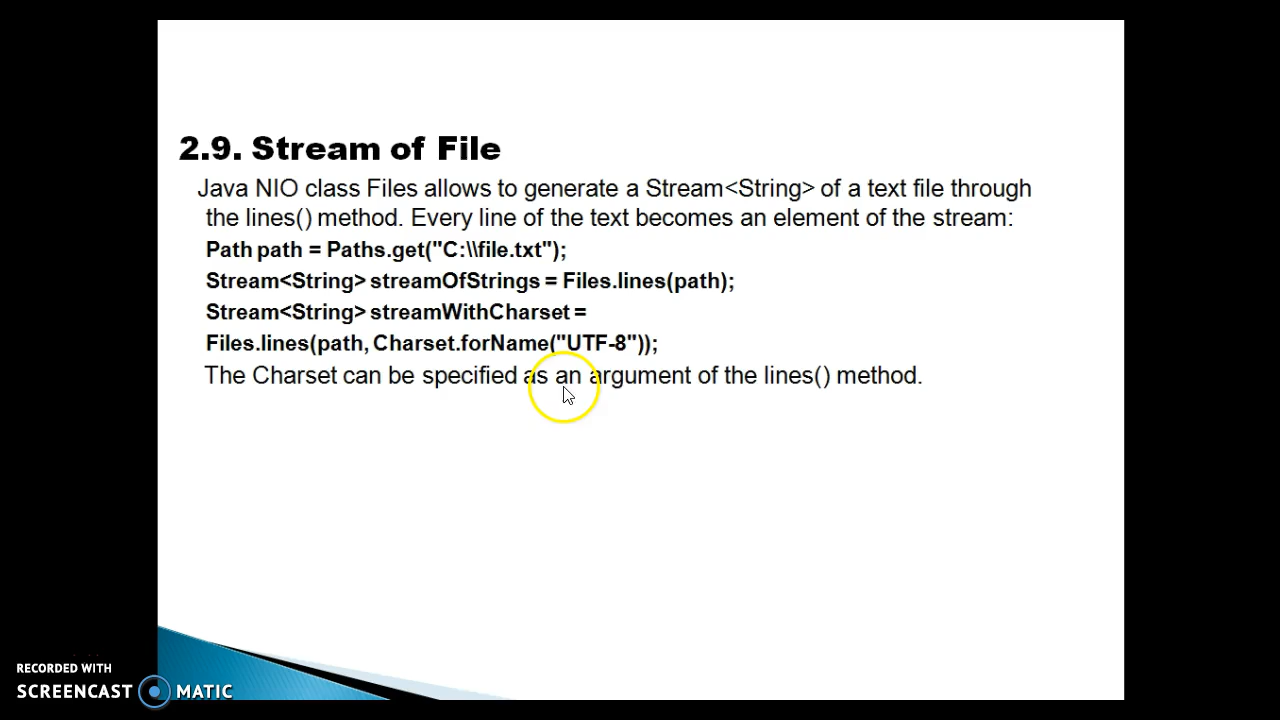 2.9. Stream of File
Java NIO class Files allows to generate a Stream<String> of a text file through
the lines() method. Every line of the text becomes an element of the stream:
Path path = Paths.get("C:\\file.txt");
Stream<String> streamOfStrings = Files.lines(path);
Stream<String> streamWithCharset =
Files.lines(path, Charset.forName("UTF-8"));
The Charset can be specified as an argument of the lines() method.
RECORDED WITH
SCREENCAST MATIC